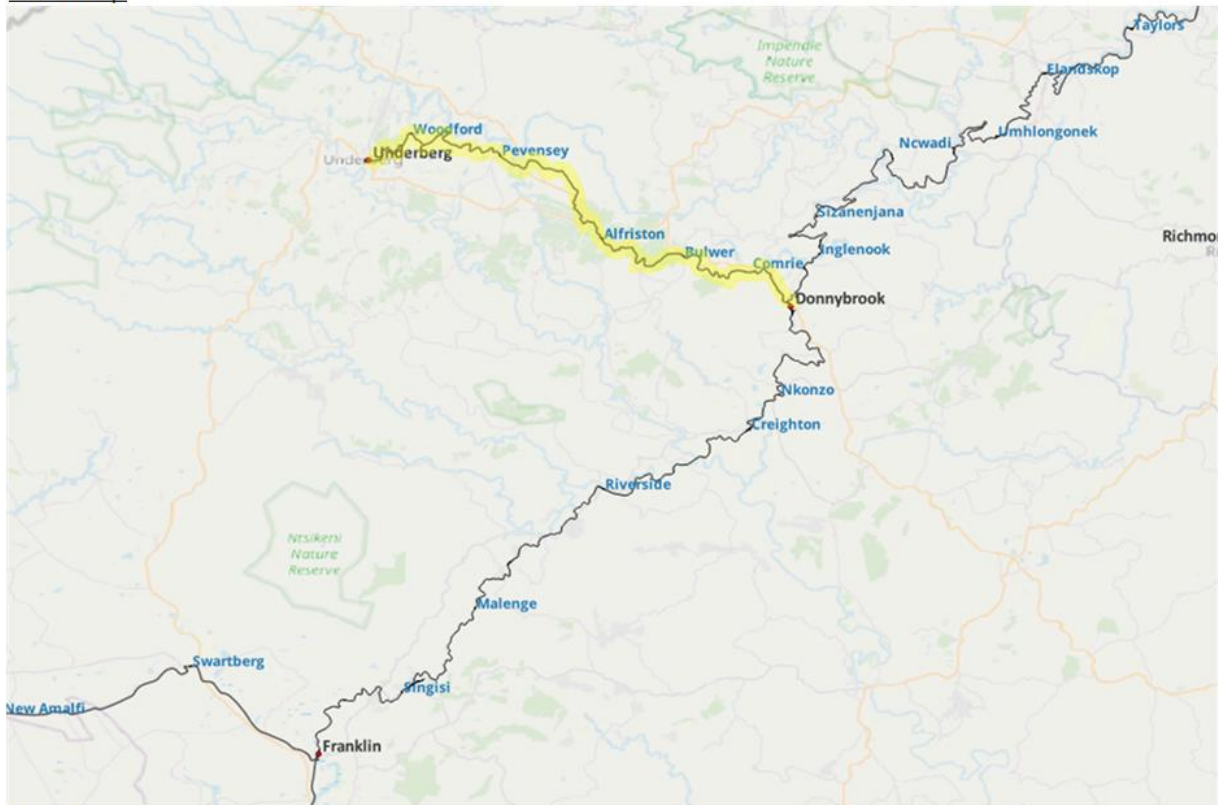 Taylors
Impendle
Nature
Reserve
Elandskop
Woodford
Ncwadi
Umhlongonek
Underberg
Pevensey
Sizanenjana
Alfriston
Richmo
Bulwer
Inglenook
Comrie
Donnybrook
Nkonzo
Creighton
Riverside
Ntsikeni
Nature
Reserve
Malenge
Swartberg
Singisi
New Amalfi
Franklin